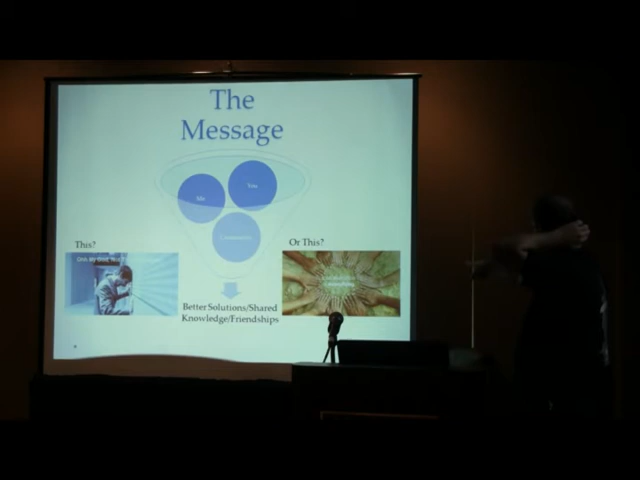 The
Message
Me
You
This?
Or This?
Better Solutions/Shared
Knowledge/Friendships